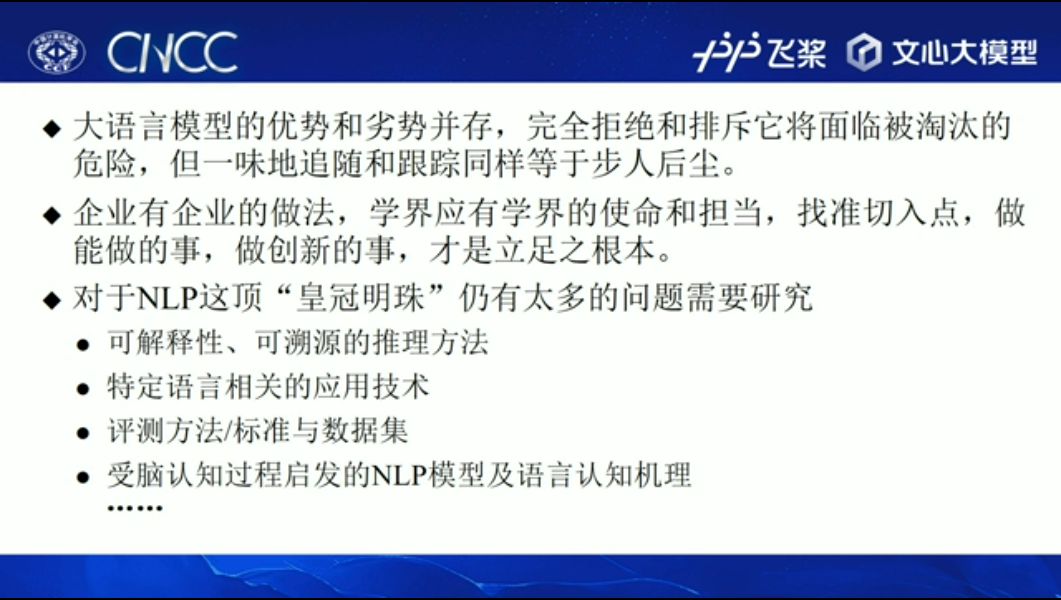 CNCC
飞桨 文心大模型
◆ 大语言模型的优势和劣势并存，完全拒绝和排斥它将面临被淘汰的
危险，但一味地追随和跟踪同样等于步人后尘。
◆ 企业有企业的做法，学界应有学界的使命和担当，找准切入点，做
能做的事，做创新的事，才是立足之根本。
◆ 对于NLP这顶“皇冠明珠”仍有太多的问题需要研究
● 可解释性、可溯源的推理方法
● 特定语言相关的应用技术
● 评测方法/标准与数据集
● 受脑认知过程启发的NLP模型及语言认知机理
……